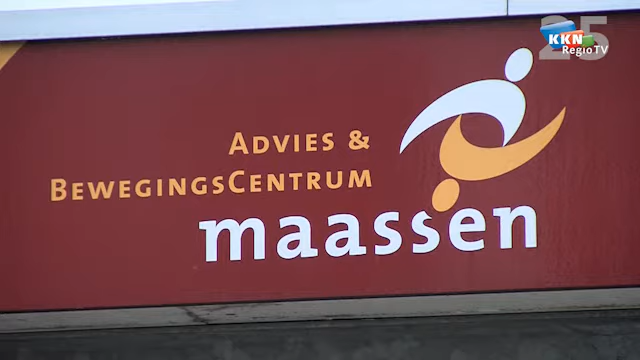 25
KKN
RegioTV
ADVIES &
BEWEGINGSCENTRUM
maassen